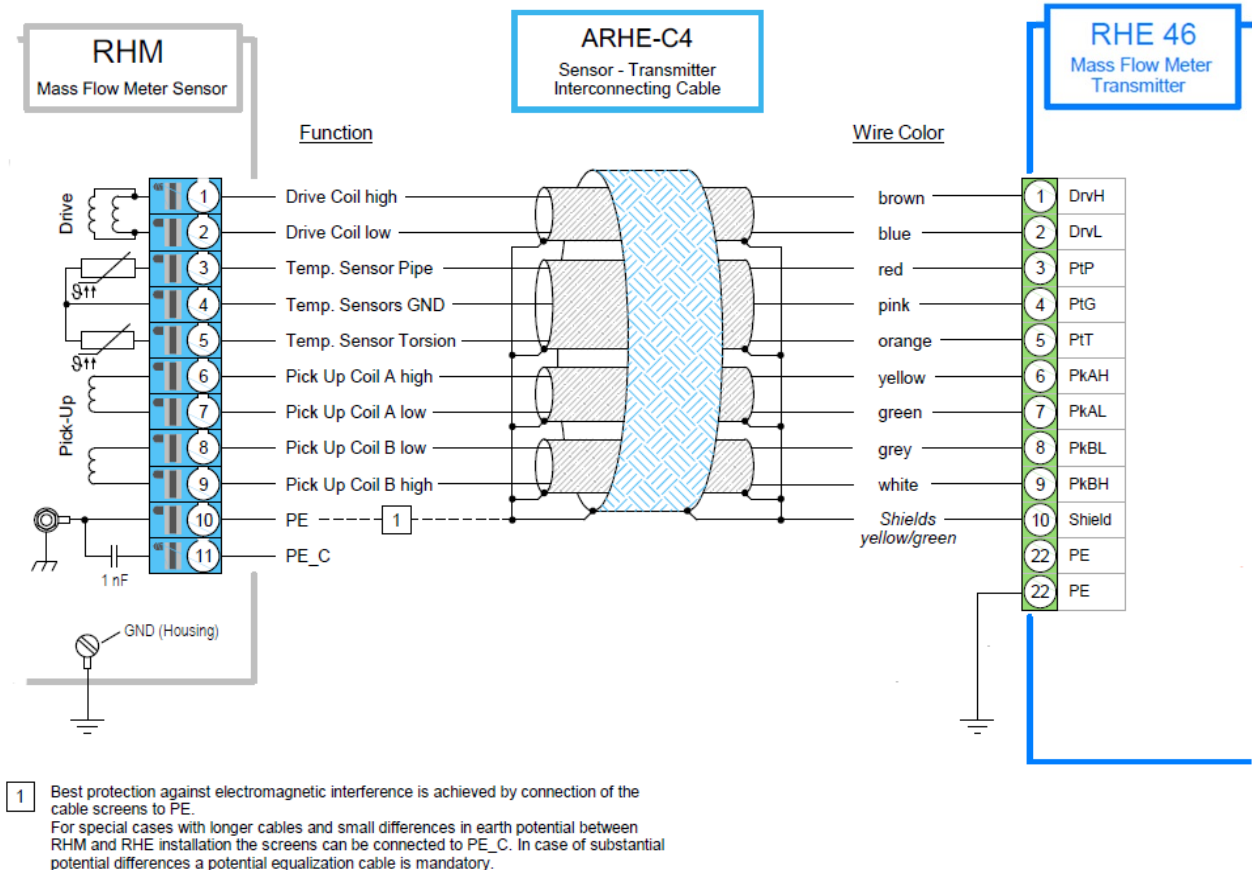 RHM
Mass Flow Meter Sensor
ARHE-C4
Sensor - Transmitter
Interconnecting Cable
RHE 46
Mass Flow Meter
Transmitter
Function
Wire Color
Drive
Pick-Up
ϑ↑↑
ϑ↑↑
1 Drive Coil high brown 1 DrvH
2 Drive Coil low blue 2 DrvL
3 Temp. Sensor Pipe red 3 PtP
4 Temp. Sensors GND pink 4 PtG
5 Temp. Sensor Torsion orange 5 PtT
6 Pick Up Coil A high yellow 6 PkAH
7 Pick Up Coil A low green 7 PkAL
8 Pick Up Coil B low grey 8 PkBL
9 Pick Up Coil B high white 9 PkBH
10 PE 1 Shields 10 Shield
yellow/green
11 PE_C 22 PE
1 nF
22 PE
GND (Housing)
1 Best protection against electromagnetic interference is achieved by connection of the
cable screens to PE.
For special cases with longer cables and small differences in earth potential between
RHM and RHE installation the screens can be connected to PE_C. In case of substantial
potential differences a potential equalization cable is mandatory.